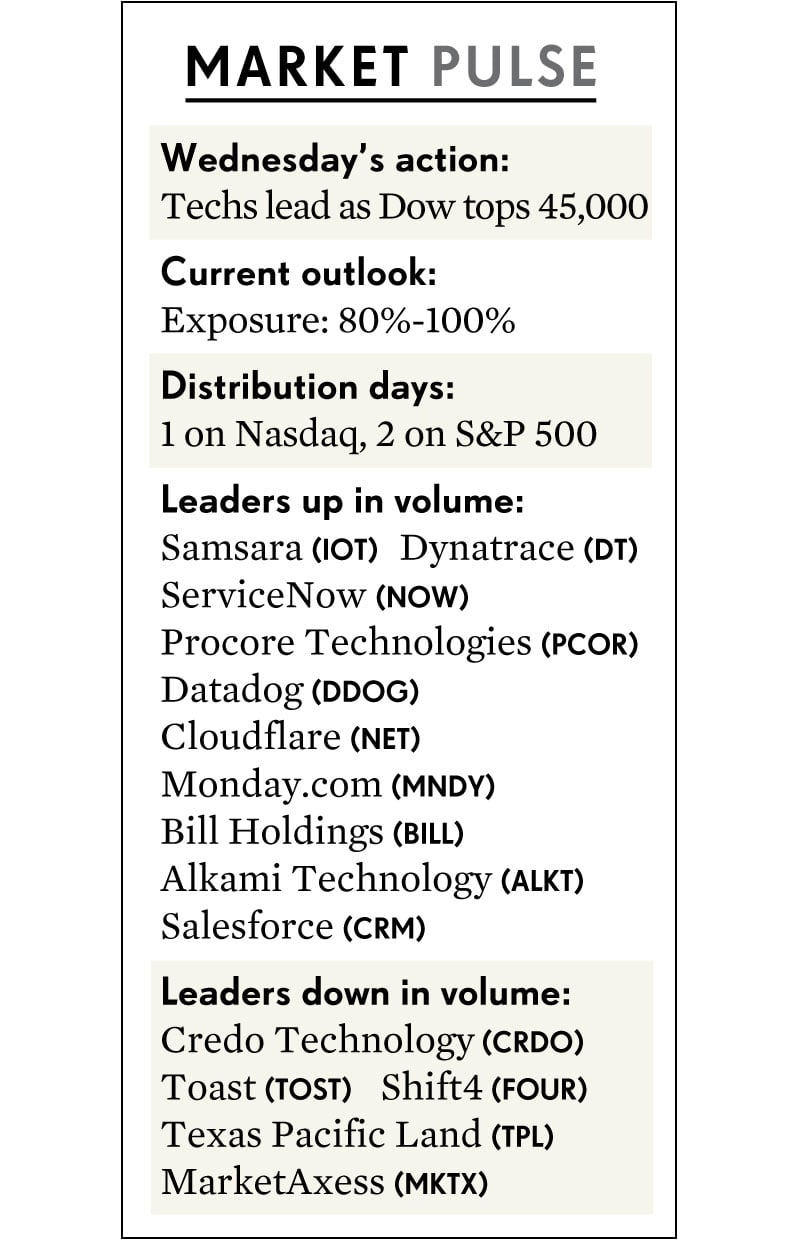 MARKET PULSE
Wednesday’s action:
Techs lead as Dow tops 45,000
Current outlook:
Exposure: 80%-100%
Distribution days:
1 on Nasdaq, 2 on S&P 500
Leaders up in volume:
Samsara (IOT) Dynatrace (DT)
ServiceNow (NOW)
Procore Technologies (PCOR)
Datadog (DDOG)
Cloudflare (NET)
Monday.com (MNDY)
Bill Holdings (BILL)
Alkami Technology (ALKT)
Salesforce (CRM)
Leaders down in volume:
Credo Technology (CRDO)
Toast (TOST) Shift4 (FOUR)
Texas Pacific Land (TPL)
MarketAxess (MKTX)